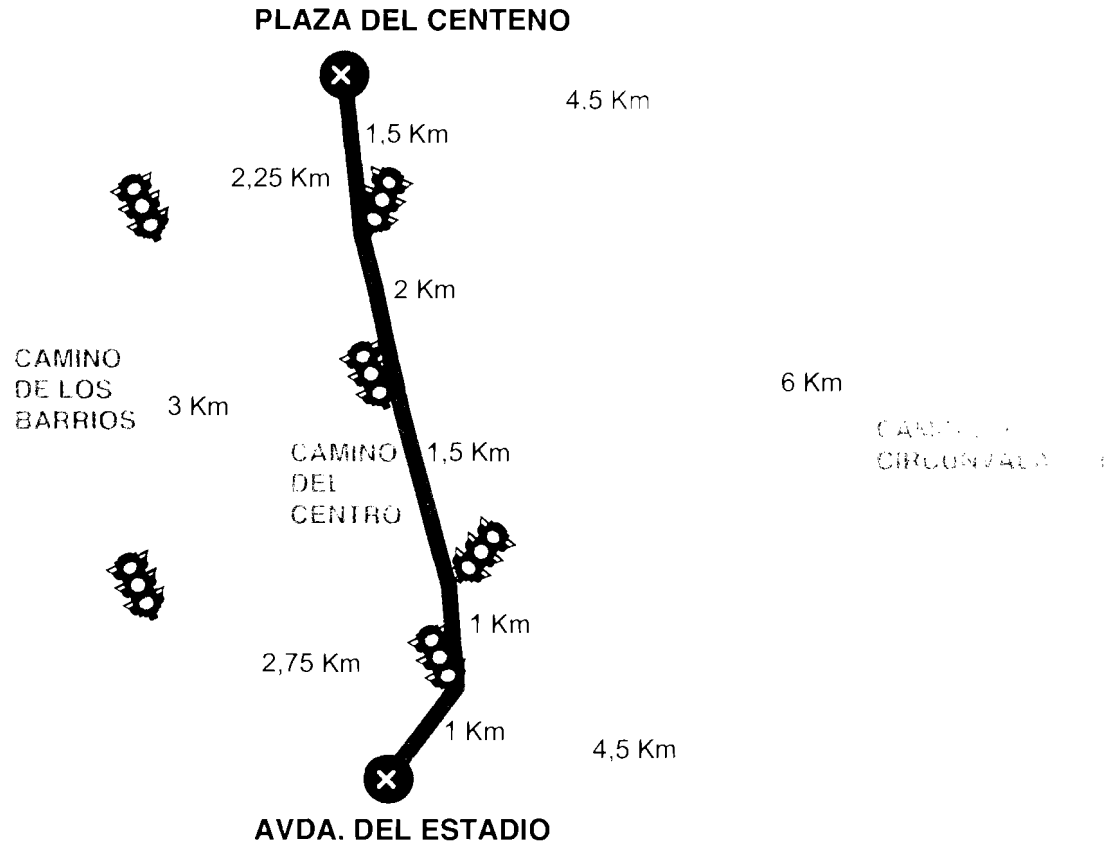 PLAZA DEL CENTENO
4.5 Km
1,5 Km
2,25 Km
2 Km
CAMINO
DE LOS
BARRIOS
3 Km
6 Km
CAMINO
DEL
CENTRO
1,5 Km
1 Km
2,75 Km
1 Km
4,5 Km
AVDA. DEL ESTADIO